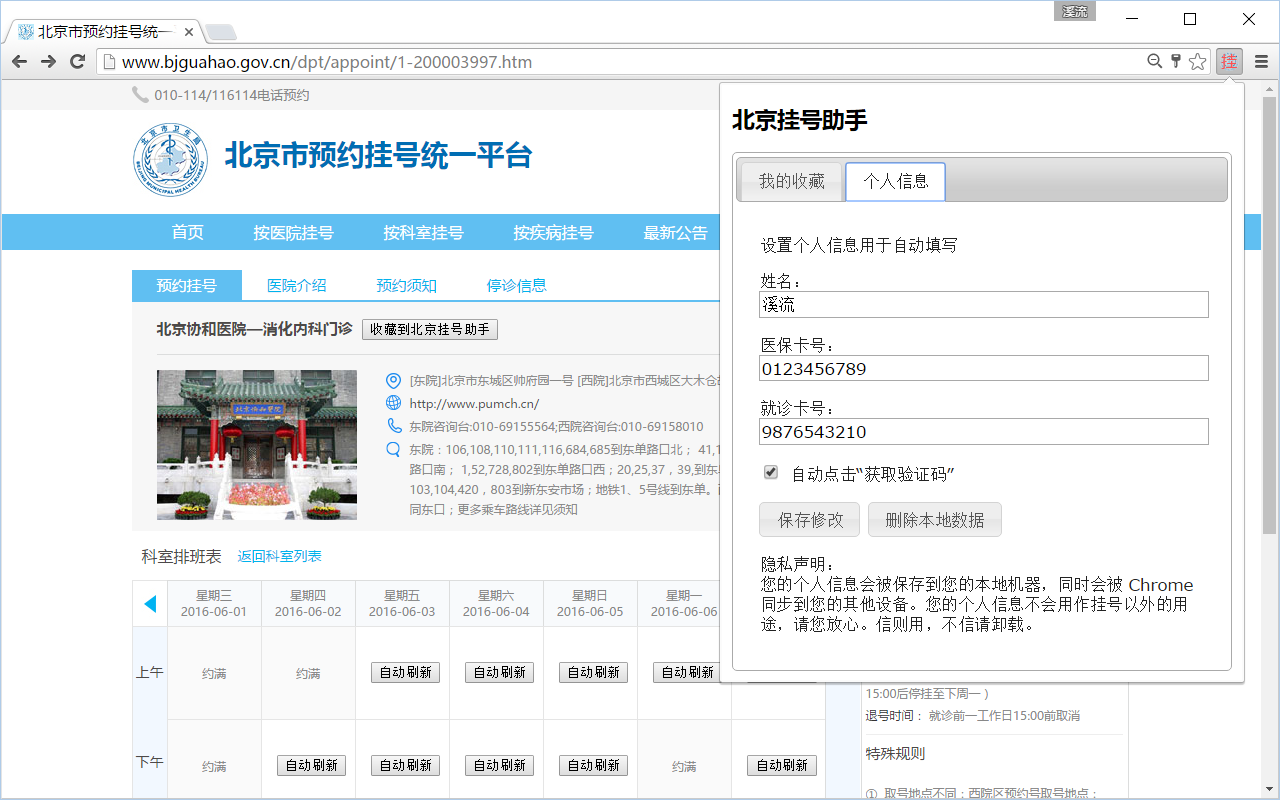 溪流
北京市预约挂号统一
www.bjguahao.gov.cn/dpt/appoint/1-200003997.htm
挂
010-114/116114电话预约
北京市预约挂号统一平台
首页 按医院挂号 按科室挂号 按疾病挂号 最新公告
预约挂号 医院介绍 预约须知 停诊信息
北京协和医院—消化内科门诊 收藏到北京挂号助手
[东院]北京市东城区帅府园一号 [西院]北京市西城区大木仓
http://www.pumch.cn/
东院咨询台:010-69155564;西院咨询台:010-69158010
东院：106,108,110,111,116,684,685到东单路口北； 41,1
路口南； 1,52,728,802到东单路口西；20,25,37，39,到东
103,104,420，803到新东安市场；地铁1、5号线到东单。
同东口；更多乘车路线详见须知
科室排班表 返回科室列表
星期三 星期四 星期五 星期六 星期日 星期一
2016-06-01 2016-06-02 2016-06-03 2016-06-04 2016-06-05 2016-06-06
上午 约满 约满 自动刷新 自动刷新 自动刷新 自动刷新
下午 约满 自动刷新 自动刷新 自动刷新 自动刷新 约满 自动刷新
北京挂号助手
我的收藏 个人信息
设置个人信息用于自动填写
姓名：
溪流
医保卡号：
0123456789
就诊卡号：
9876543210
自动点击“获取验证码”
保存修改 删除本地数据
隐私声明：
您的个人信息会被保存到您的本地机器，同时会被 Chrome
同步到您的其他设备。您的个人信息不会用作挂号以外的用
途，请您放心。信则用，不信请卸载。
15:00后停挂至下周一 ）
退号时间： 就诊前一工作日15:00前取消
特殊规则
① 取号地点不同：西院区预约号取号地点：